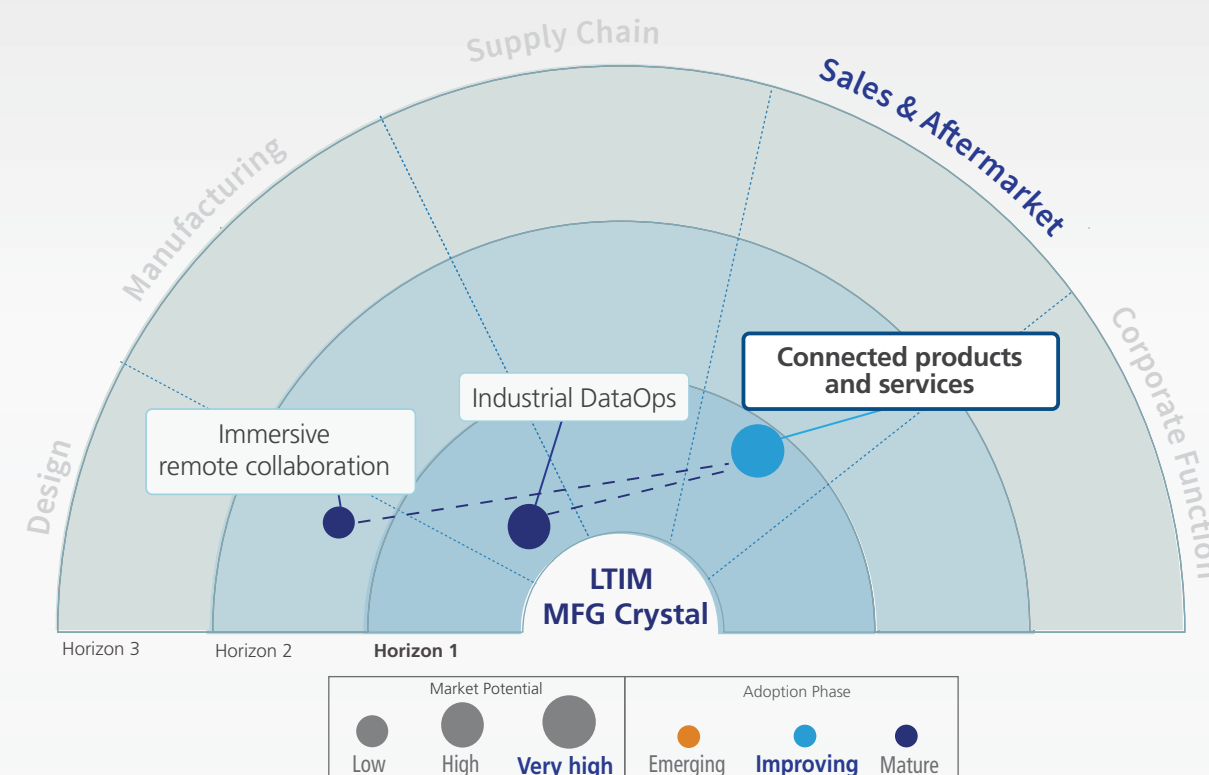 Supply Chain
Sales & Aftermarket
Manufacturing
Corporate Function
Design
Connected products
and services
Industrial DataOps
Immersive
remote collaboration
LTIM
MFG Crystal
Horizon 3
Horizon 2
Horizon 1
Market Potential
Adoption Phase
Low
High
Very high
Emerging
Improving
Mature